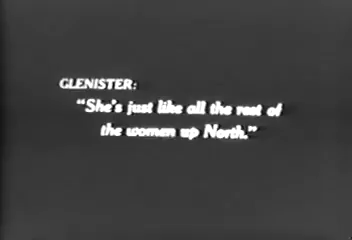 GLENISTER:
"She's just like all the rest of
the women up North."